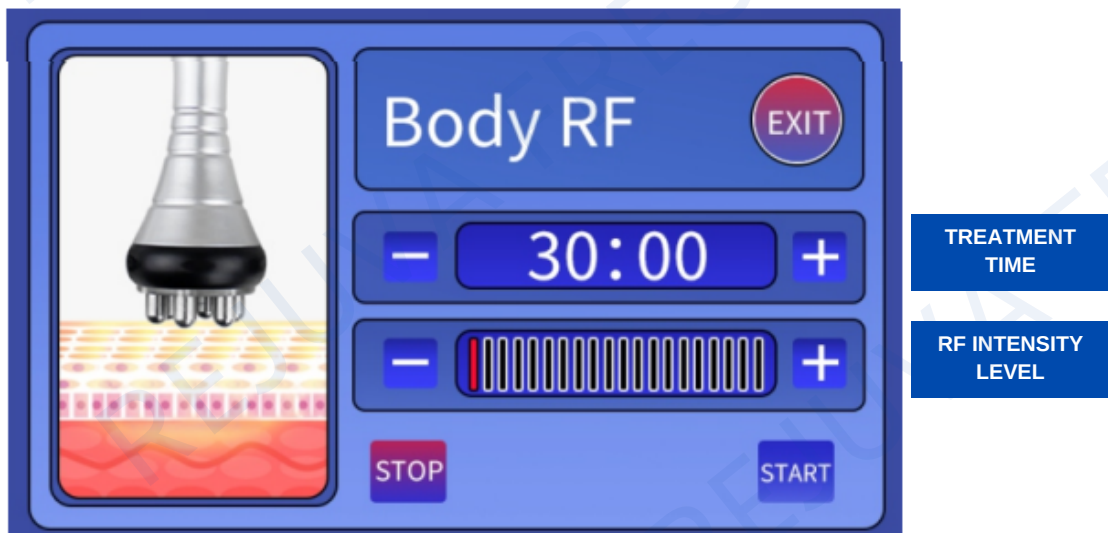 Body RF
EXIT
− 30:00 +
TREATMENT
TIME
− +
RF INTENSITY
LEVEL
STOP
START